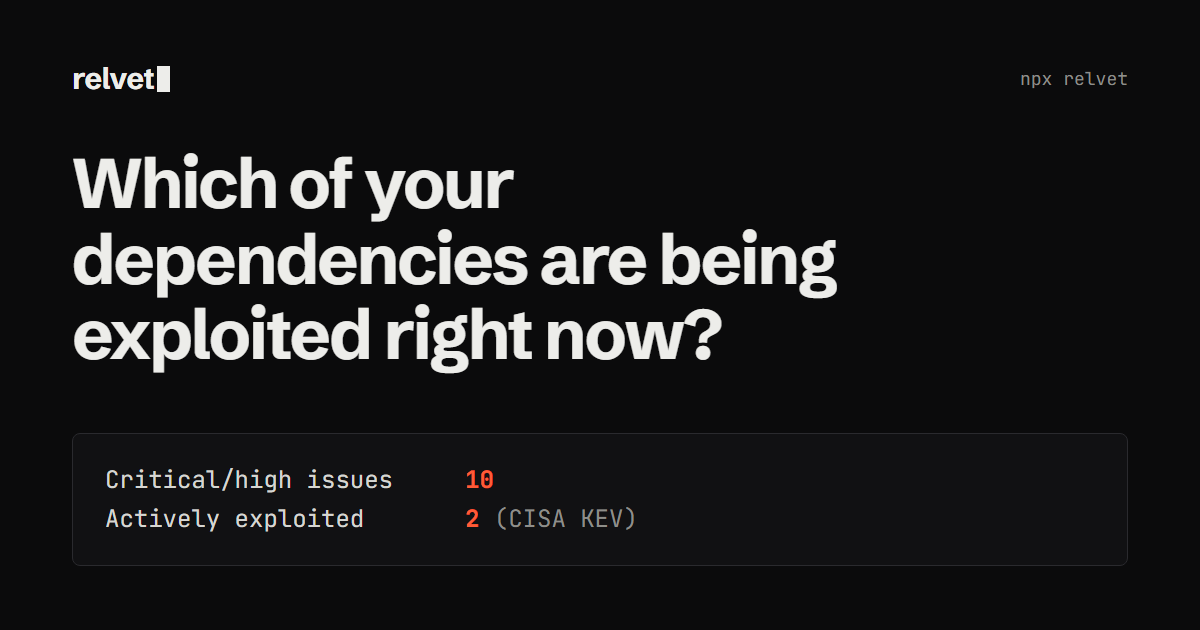 relvet
npx relvet
Which of your
dependencies are being
exploited right now?
Critical/high issues 10
Actively exploited 2 (CISA KEV)